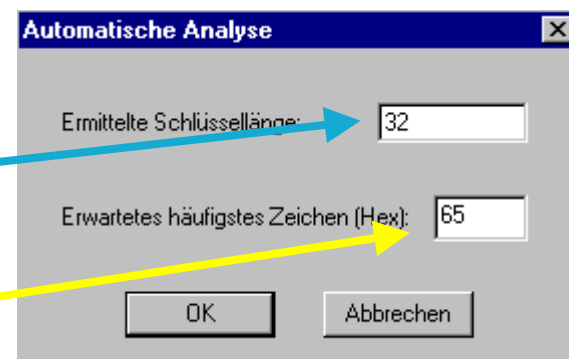 Automatische Analyse
Ermittelte Schlüssellänge: 32
Erwartetes häufigstes Zeichen (Hex): 65
OK Abbrechen